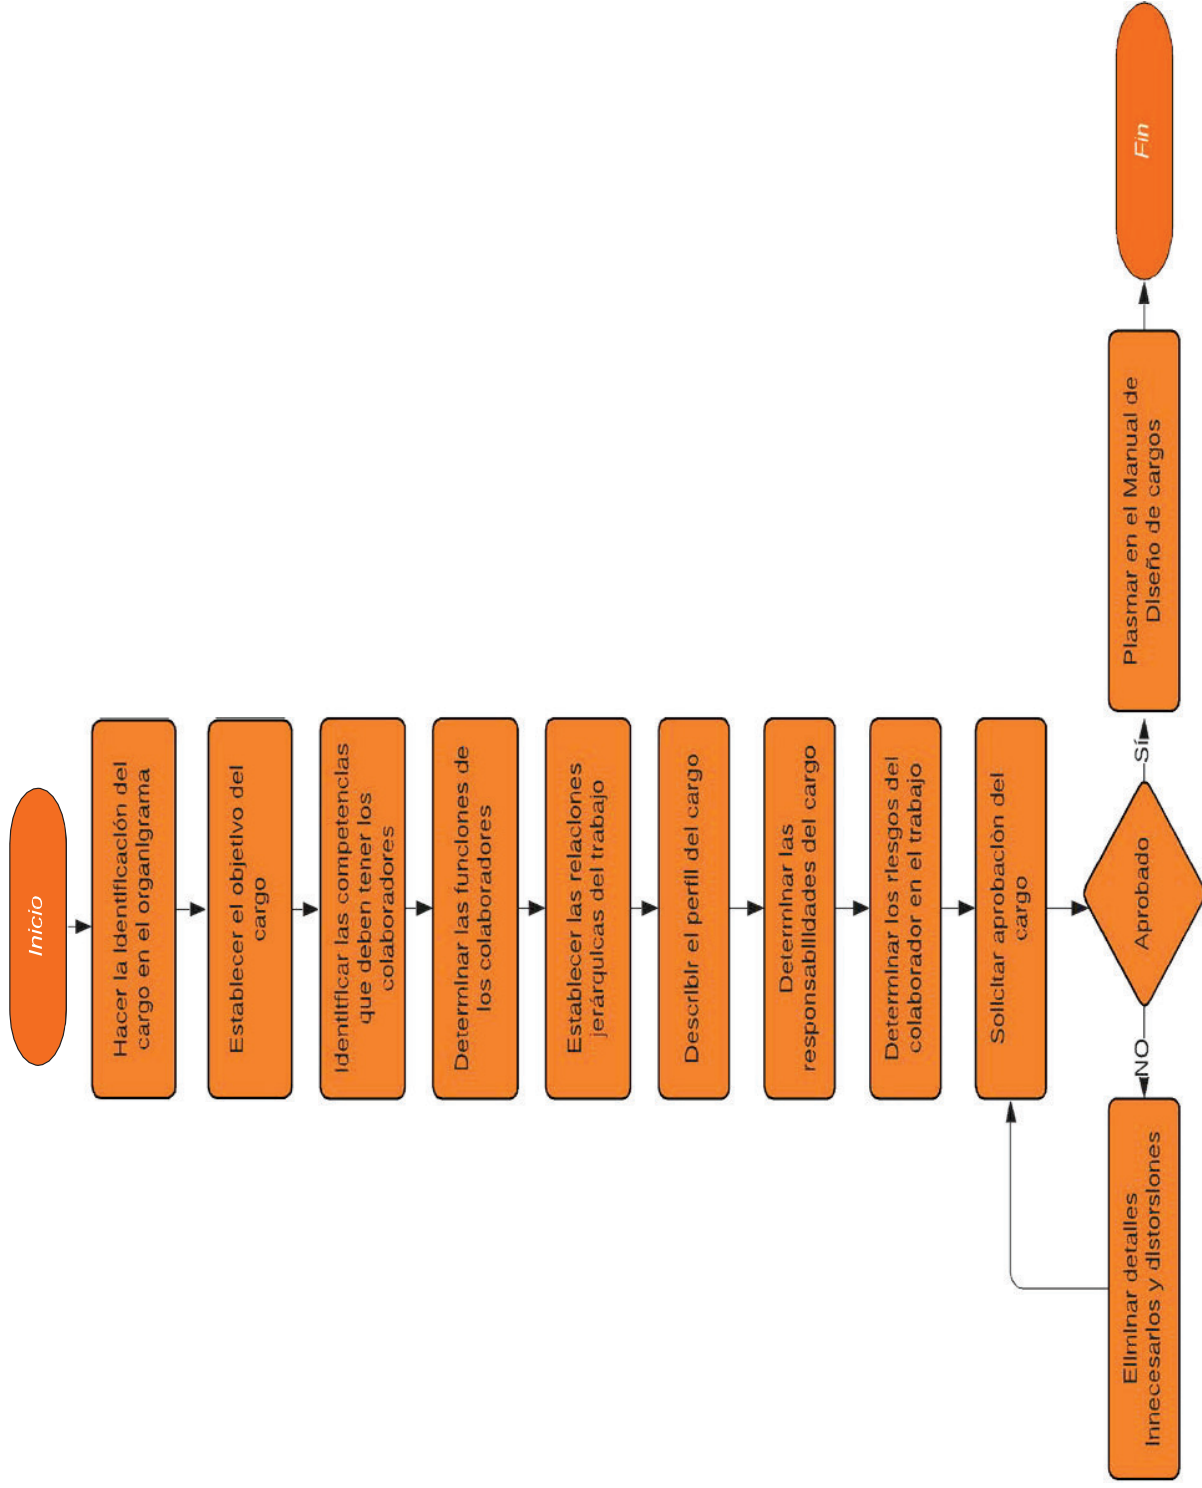 Inicio
Hacer la identificación del
cargo en el organigrama
Establecer el objetivo del
cargo
Identificar las competencias
que deben tener los
colaboradores
Determinar las funciones de
los colaboradores
Establecer las relaciones
jerárquicas del trabajo
Describir el perfil del cargo
Determinar las
responsabilidades del cargo
Determinar los riesgos del
colaborador en el trabajo
Solicitar aprobaciòn del
cargo
Aprobado
NO
SÍ
Eliminar detalles
innecesarios y distorsiones
Plasmar en el Manual de
Diseño de cargos
Fin